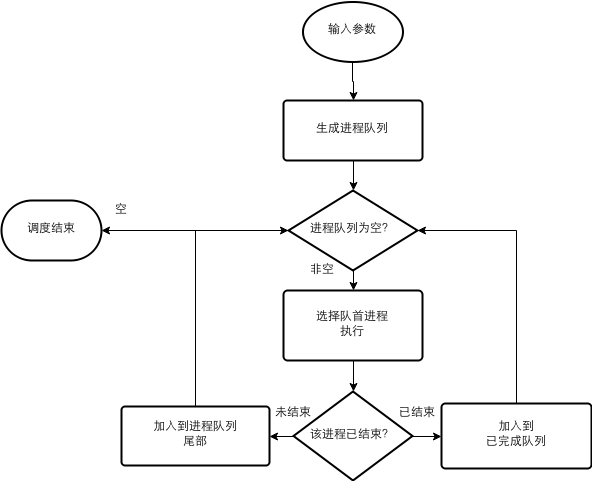 输入参数
生成进程队列
空
调度结束
进程队列为空?
非空
选择队首进程
执行
未结束
已结束
加入到进程队列
尾部
该进程已结束?
加入到
已完成队列